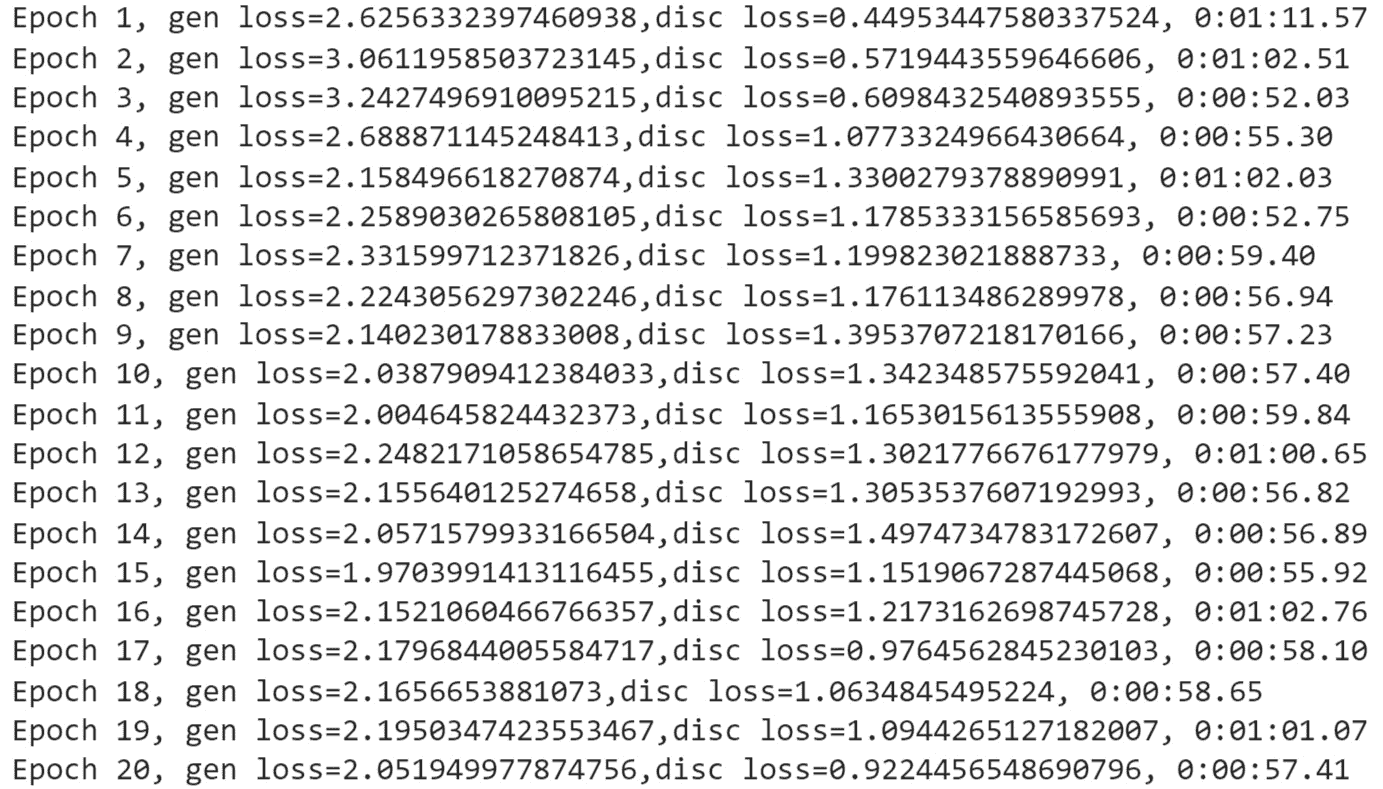 Epoch 1, gen loss=2.6256332397460938,disc loss=0.44953447580337524, 0:01:11.57
Epoch 2, gen loss=3.0611958503723145,disc loss=0.5719443559646606, 0:01:02.51
Epoch 3, gen loss=3.2427496910095215,disc loss=0.6098432540893555, 0:00:52.03
Epoch 4, gen loss=2.688871145248413,disc loss=1.0773324966430664, 0:00:55.30
Epoch 5, gen loss=2.158496618270874,disc loss=1.3300279378890991, 0:01:02.03
Epoch 6, gen loss=2.2589030265808105,disc loss=1.1785333156585693, 0:00:52.75
Epoch 7, gen loss=2.331599712371826,disc loss=1.199823021888733, 0:00:59.40
Epoch 8, gen loss=2.2243056297302246,disc loss=1.176113486289978, 0:00:56.94
Epoch 9, gen loss=2.140230178833008,disc loss=1.3953707218170166, 0:00:57.23
Epoch 10, gen loss=2.0387909412384033,disc loss=1.342348575592041, 0:00:57.40
Epoch 11, gen loss=2.004645824432373,disc loss=1.1653015613555908, 0:00:59.84
Epoch 12, gen loss=2.2482171058654785,disc loss=1.3021776676177979, 0:01:00.65
Epoch 13, gen loss=2.155640125274658,disc loss=1.3053537607192993, 0:00:56.82
Epoch 14, gen loss=2.0571579933166504,disc loss=1.4974734783172607, 0:00:56.89
Epoch 15, gen loss=1.9703991413116455,disc loss=1.1519067287445068, 0:00:55.92
Epoch 16, gen loss=2.1521060466766357,disc loss=1.2173162698745728, 0:01:02.76
Epoch 17, gen loss=2.1796844005584717,disc loss=0.9764562845230103, 0:00:58.10
Epoch 18, gen loss=2.1656653881073,disc loss=1.0634845495224, 0:00:58.65
Epoch 19, gen loss=2.1950347423553467,disc loss=1.0944265127182007, 0:01:01.07
Epoch 20, gen loss=2.051949977874756,disc loss=0.9224456548690796, 0:00:57.41